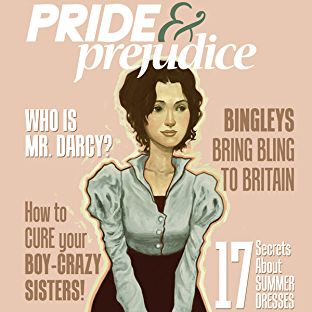 PRIDE &
prejudice
WHO IS
MR. DARCY?
BINGLEYS
BRING BLING
TO BRITAIN
How to
CURE your
BOY-CRAZY
SISTERS!
17 Secrets
About
SUMMER
DRESSES